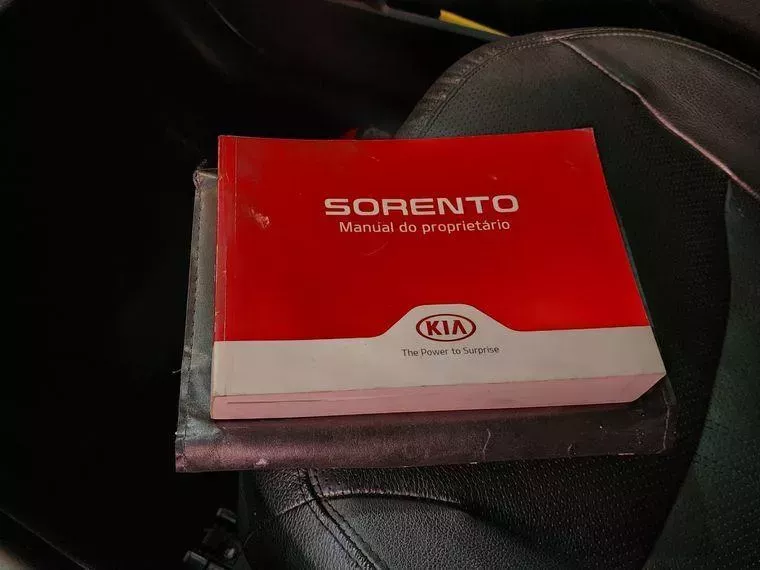 SORENTO
Manual do proprietário
KIA
The Power to Surprise